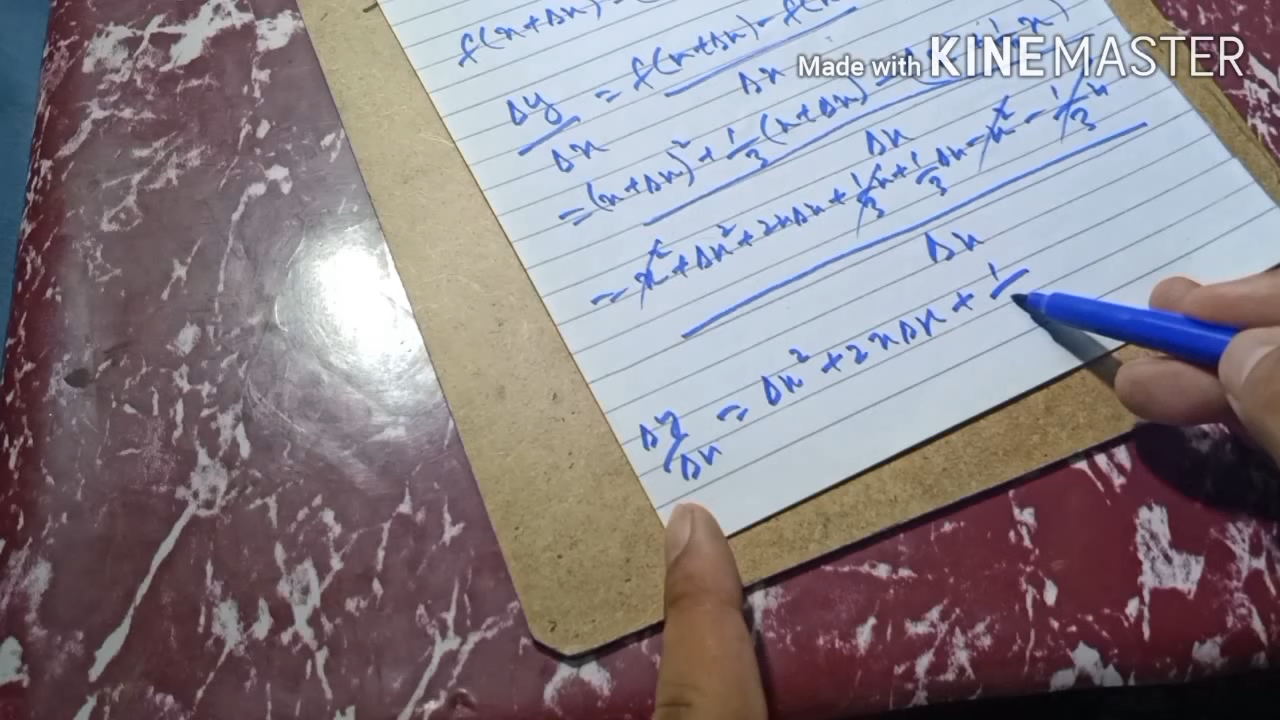 f(x+Δx) = (
Δy/Δx = f(x+Δx) - f(x / Δx
Made with KINEMASTER
= (x+Δx)² + 1/3 (x+Δx) - x) / Δx
= x² + Δx² + 2xΔx + 1/3 x + 1/3 Δx - x² - 1/3 x / Δx
Δy/Δx = Δx² + 2xΔx + 1/